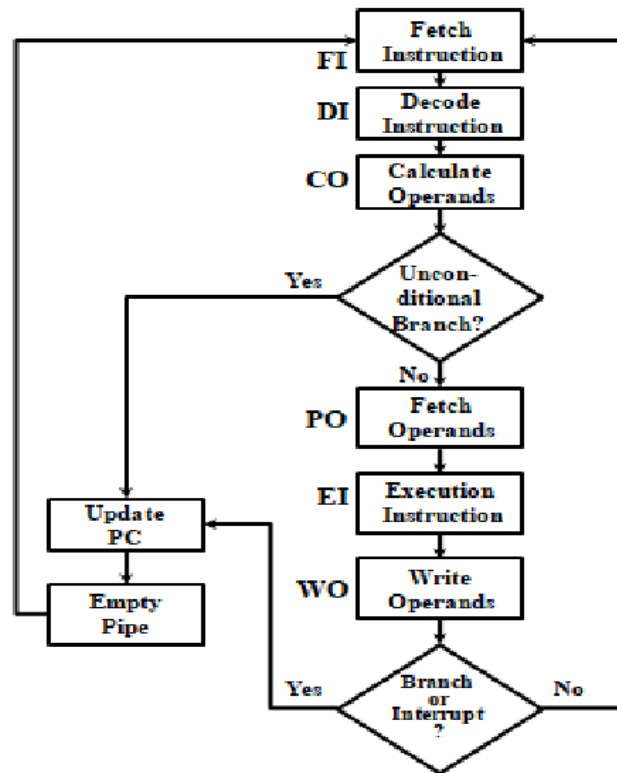 Fetch
Instruction
FI
Decode
Instruction
DI
Calculate
Operands
CO
Uncon-
ditional
Branch?
Yes
No
Fetch
Operands
PO
Execution
Instruction
EI
Update
PC
Write
Operands
WO
Empty
Pipe
Branch
or
Interrupt
?
Yes
No